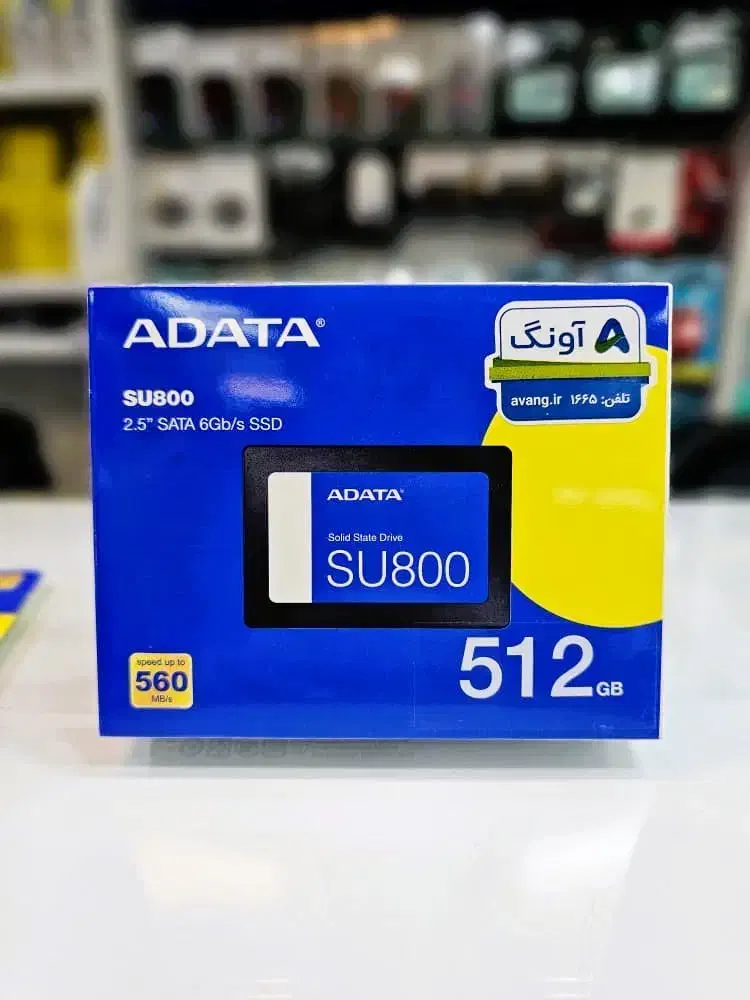 ADATA®
آونگ
avang.ir تلفن: ۱۶۶۵
SU800
2.5” SATA 6Gb/s SSD
ADATA®
Solid State Drive
SU800
speed up to
560
MB/s
512GB